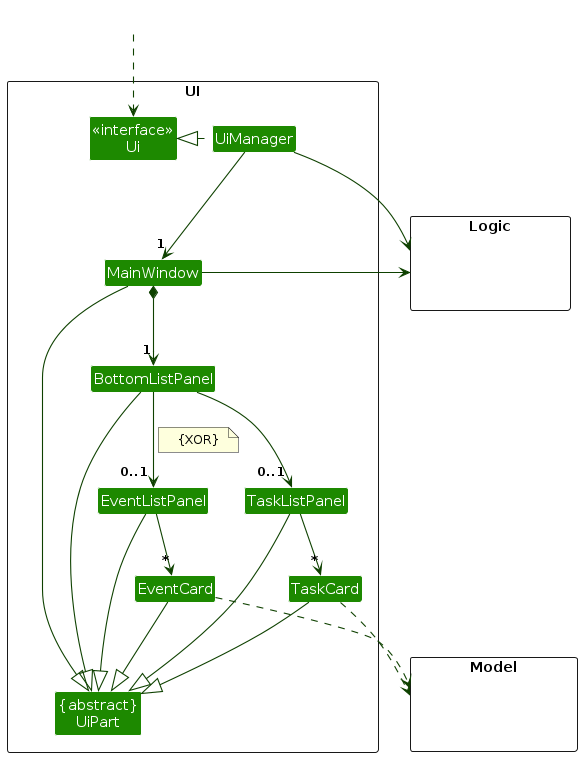 UI
«interface»
Ui
UiManager
Logic
1
MainWindow
1
BottomListPanel
{XOR}
0..1
0..1
EventListPanel
TaskListPanel
*
*
EventCard
TaskCard
Model
{abstract}
UiPart